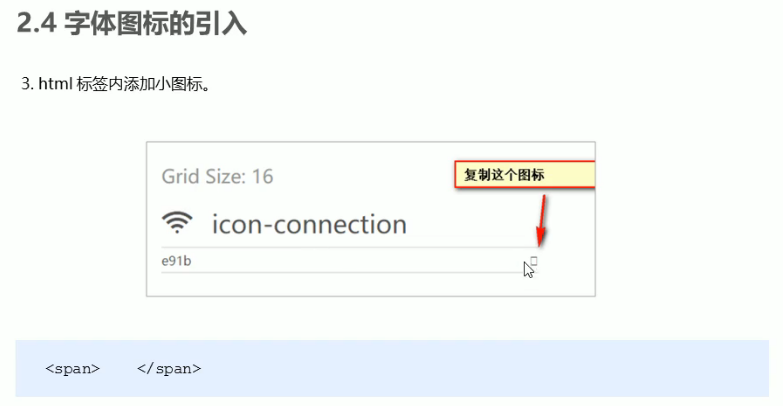 2.4 字体图标的引入
3. html 标签内添加小图标。
Grid Size: 16
复制这个图标
icon-connection
e91b
<span>    </span>